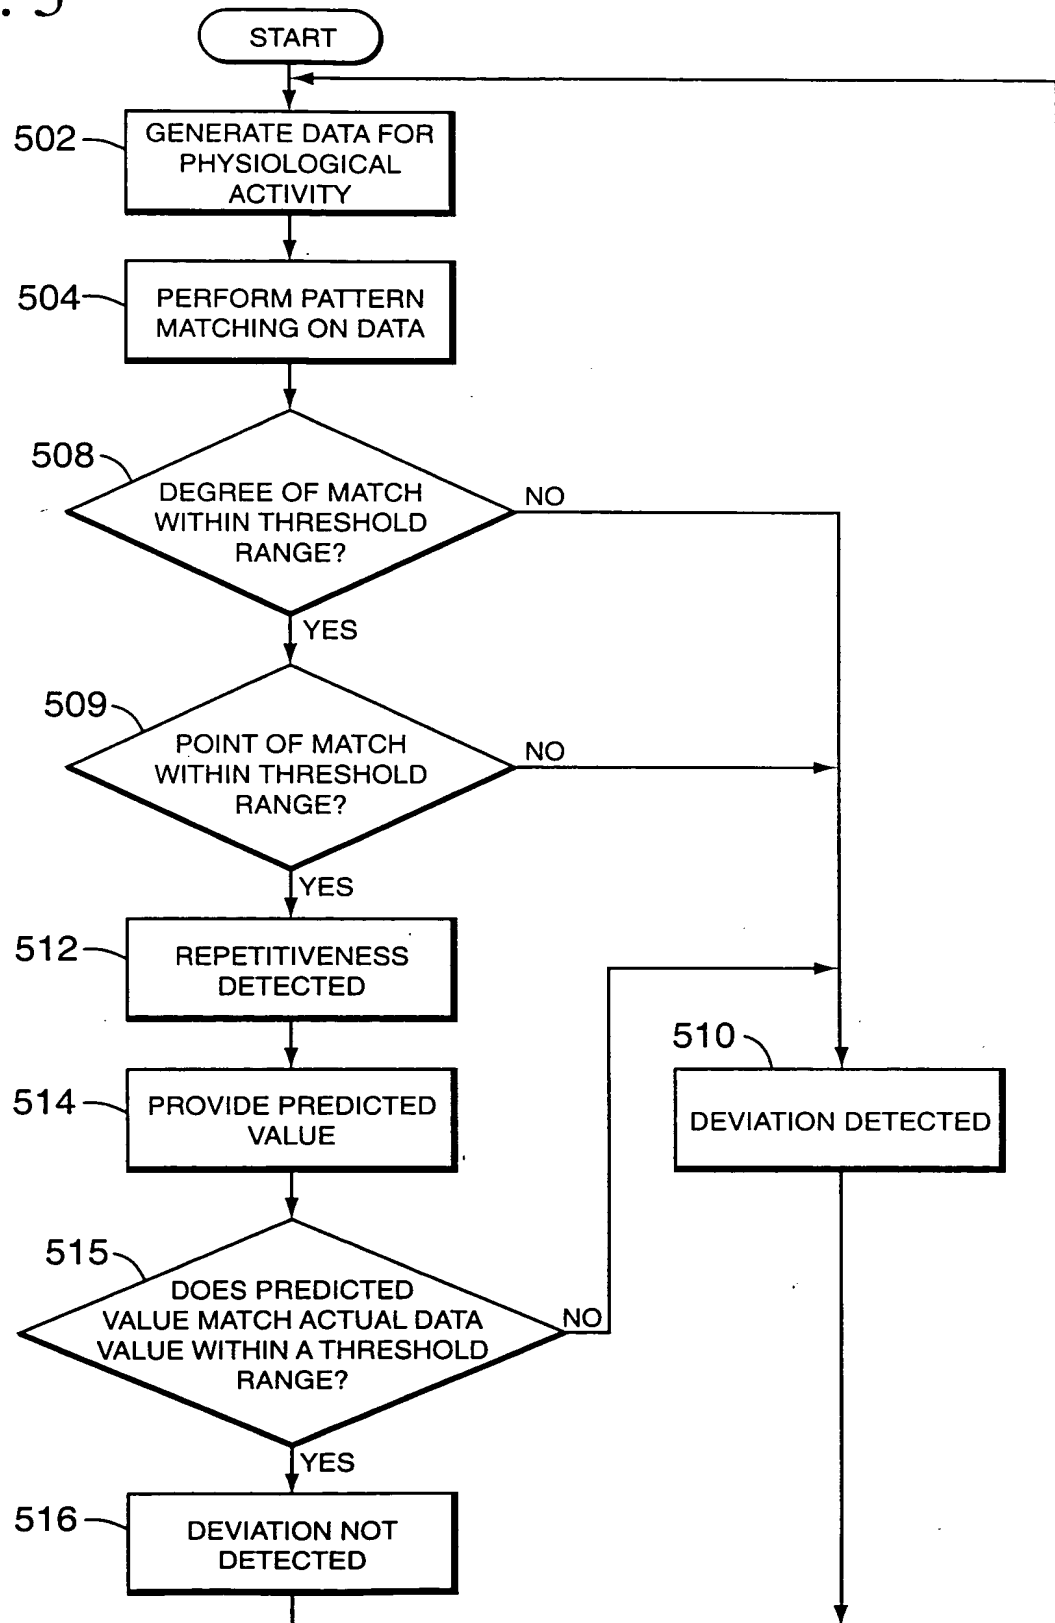 . 5
START
502
GENERATE DATA FOR
PHYSIOLOGICAL
ACTIVITY
504
PERFORM PATTERN
MATCHING ON DATA
508
DEGREE OF MATCH
WITHIN THRESHOLD
RANGE?
NO
YES
509
POINT OF MATCH
WITHIN THRESHOLD
RANGE?
NO
YES
512
REPETITIVENESS
DETECTED
510
DEVIATION DETECTED
514
PROVIDE PREDICTED
VALUE
515
DOES PREDICTED
VALUE MATCH ACTUAL DATA
VALUE WITHIN A THRESHOLD
RANGE?
NO
YES
516
DEVIATION NOT
DETECTED